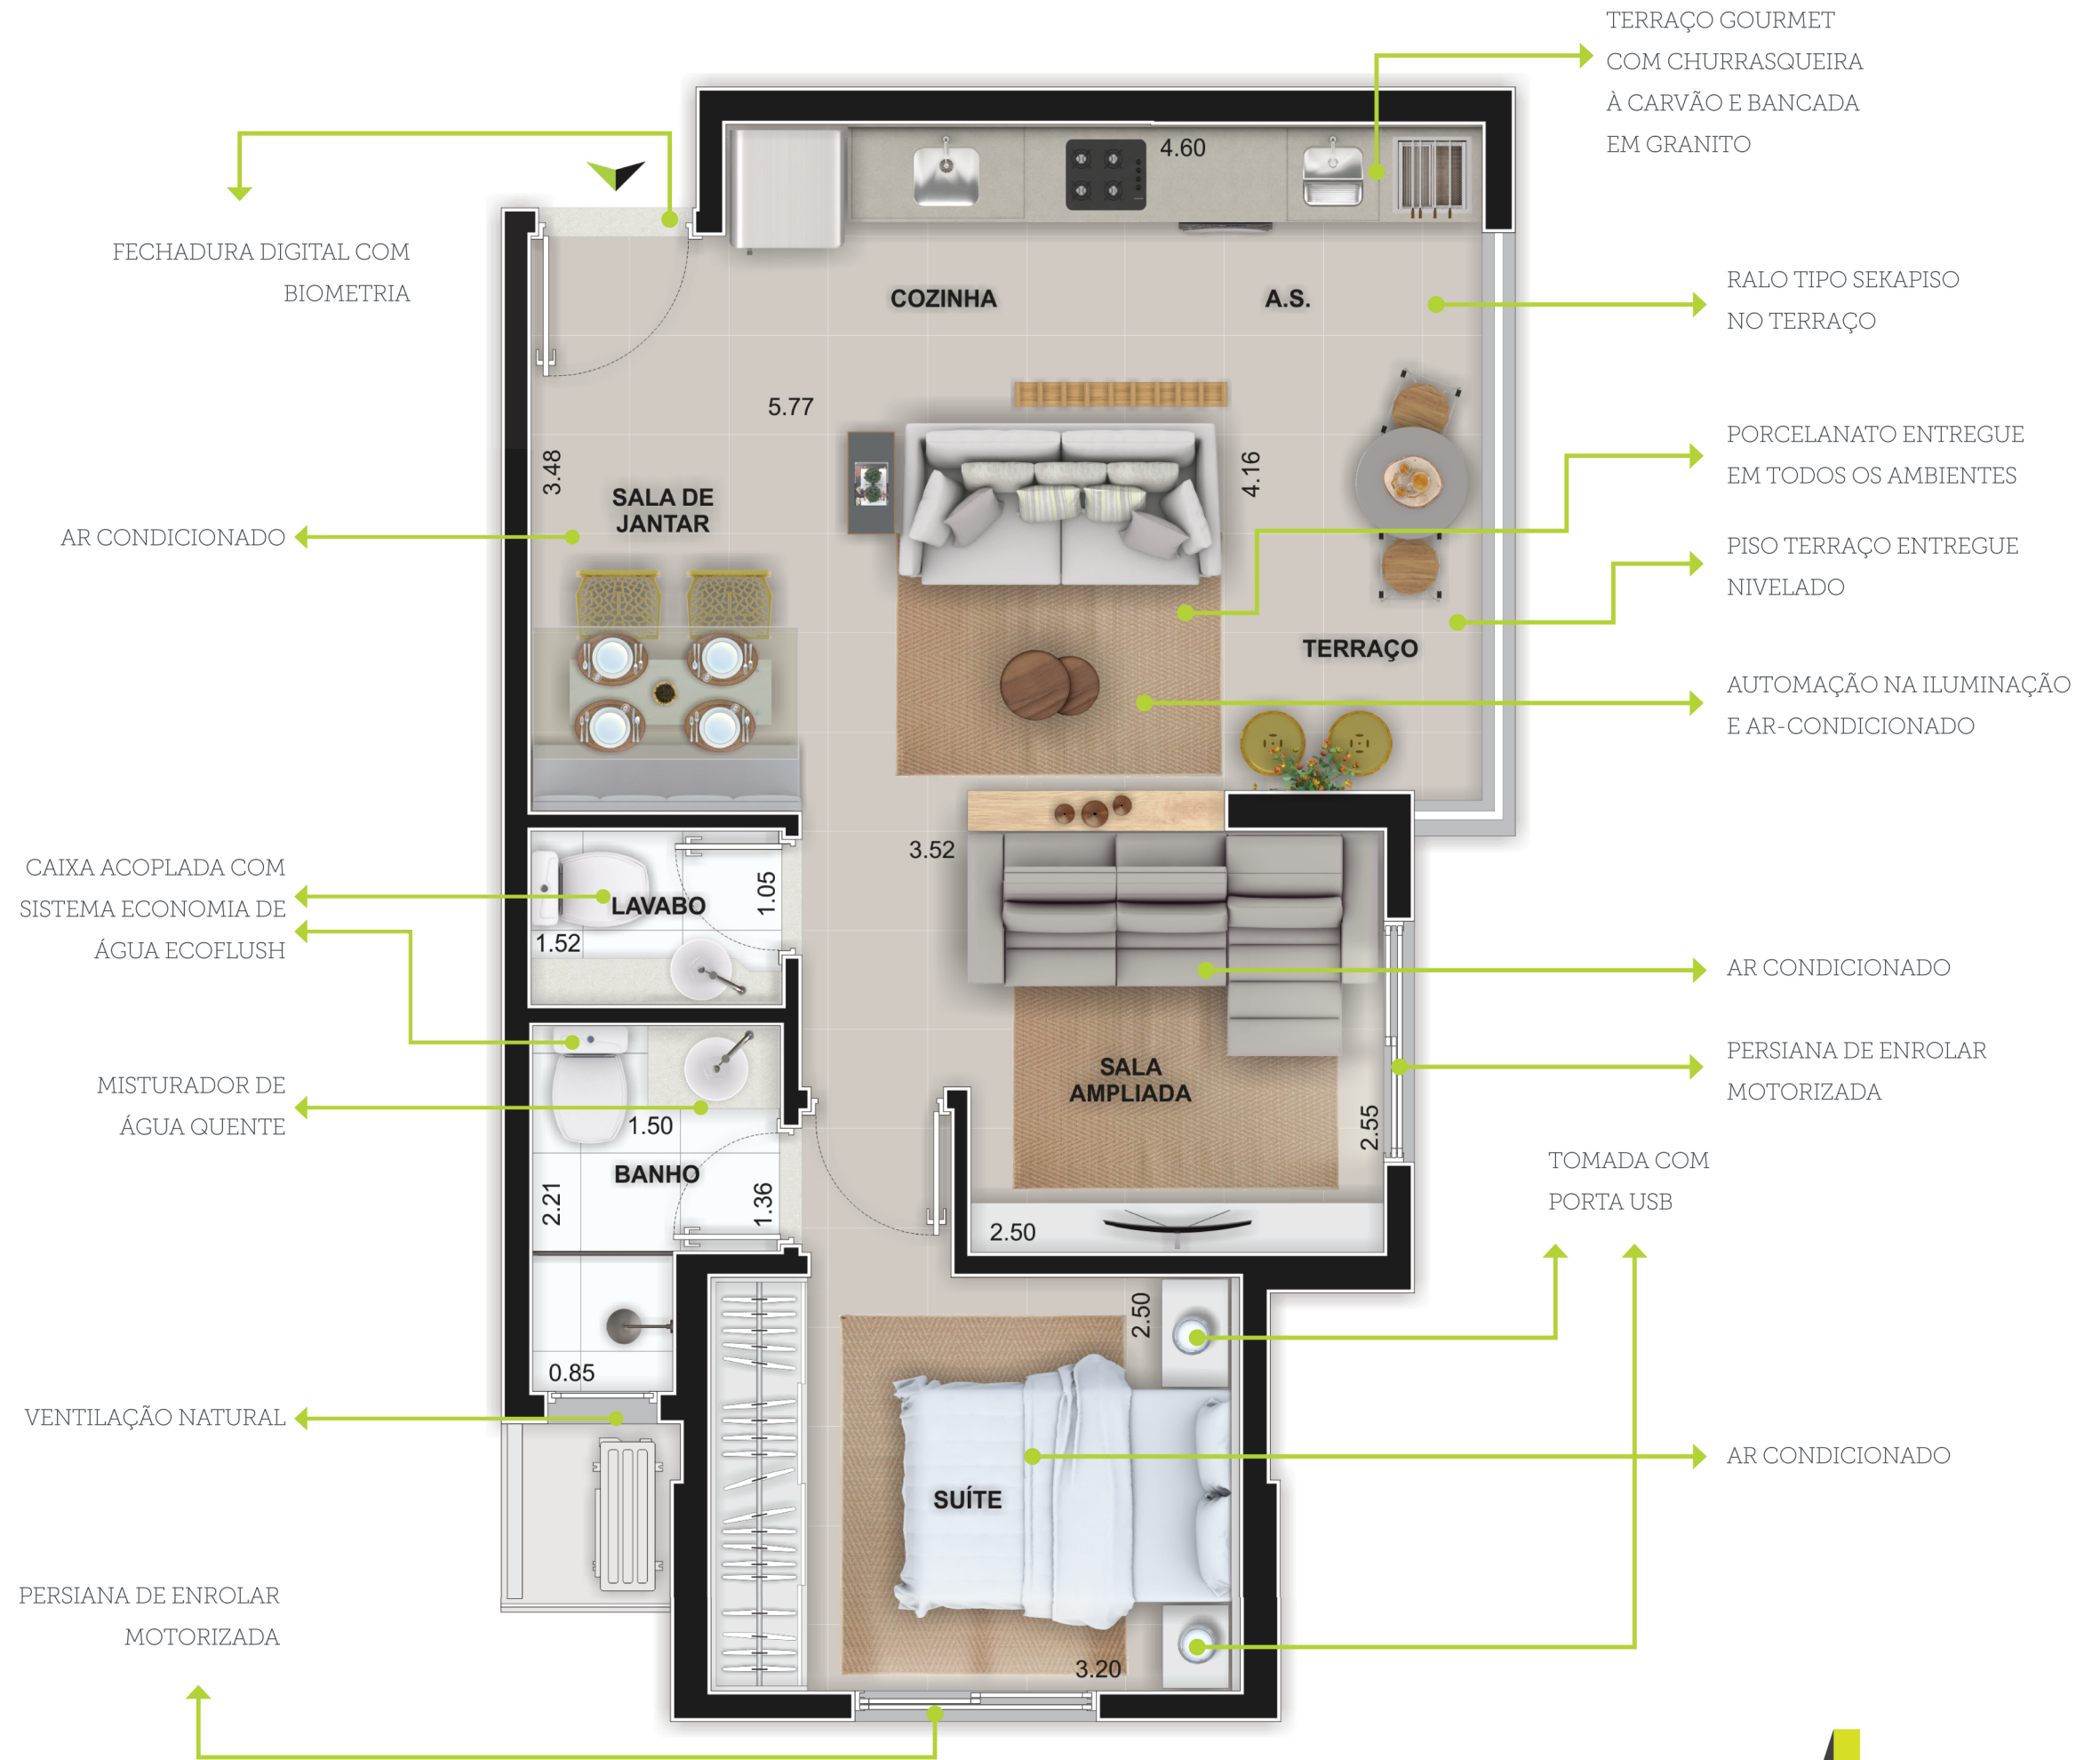 TERRAÇO GOURMET
COM CHURRASQUEIRA
À CARVÃO E BANCADA
EM GRANITO
4.60
FECHADURA DIGITAL COM
BIOMETRIA
COZINHA
A.S.
RALO TIPO SEKAPISO
NO TERRAÇO
5.77
3.48
4.16
SALA DE
JANTAR
AR CONDICIONADO
PORCELANATO ENTREGUE
EM TODOS OS AMBIENTES
PISO TERRAÇO ENTREGUE
NIVELADO
TERRAÇO
AUTOMAÇÃO NA ILUMINAÇÃO
E AR-CONDICIONADO
3.52
CAIXA ACOPLADA COM
SISTEMA ECONOMIA DE
ÁGUA ECOFLUSH
LAVABO
1.05
1.52
AR CONDICIONADO
SALA
AMPLIADA
PERSIANA DE ENROLAR
MOTORIZADA
2.55
MISTURADOR DE
ÁGUA QUENTE
1.50
BANHO
2.21
1.36
2.50
TOMADA COM
PORTA USB
2.50
0.85
VENTILAÇÃO NATURAL
AR CONDICIONADO
SUÍTE
PERSIANA DE ENROLAR
MOTORIZADA
3.20